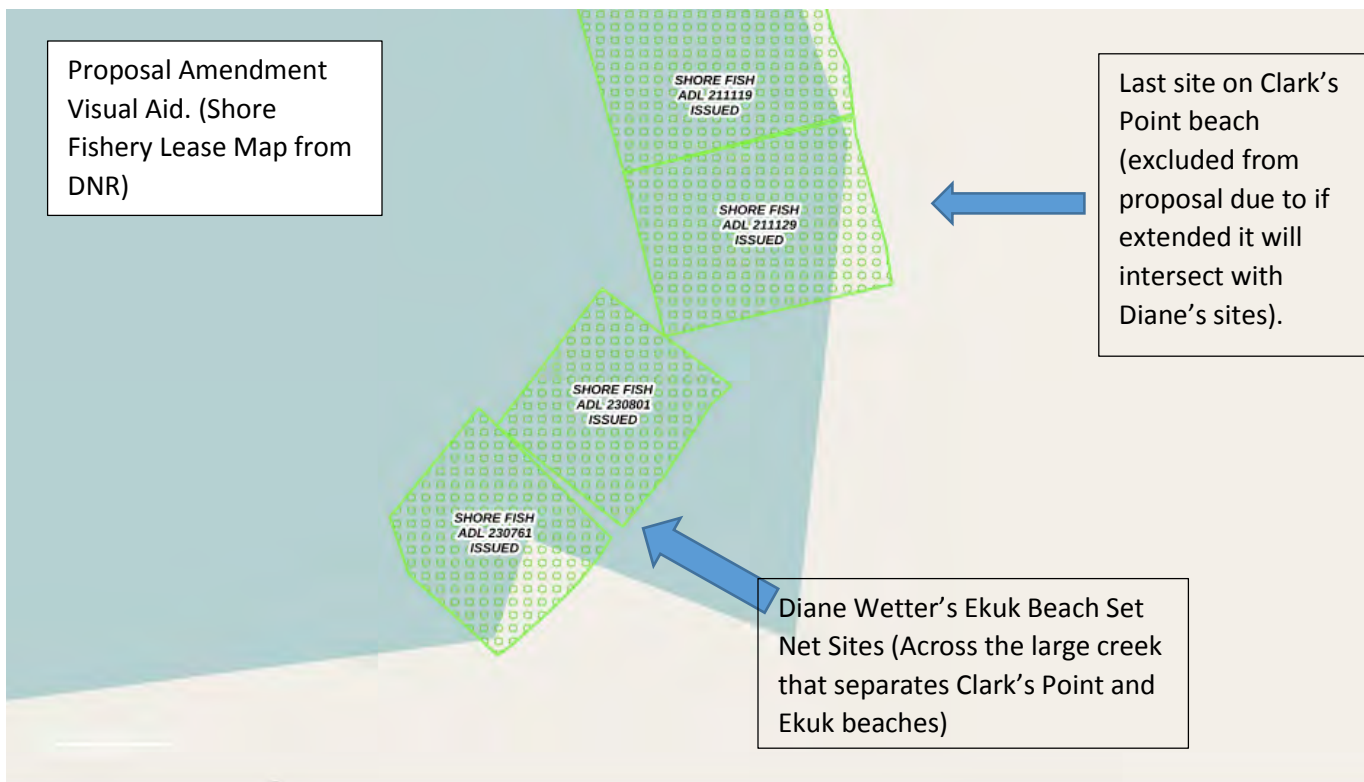 Proposal Amendment
Visual Aid. (Shore
Fishery Lease Map from
DNR)
SHORE FISH
ADL 211119
ISSUED
SHORE FISH
ADL 211129
ISSUED
Last site on Clark’s
Point beach
(excluded from
proposal due to if
extended it will
intersect with
Diane’s sites).
SHORE FISH
ADL 230801
ISSUED
SHORE FISH
ADL 230761
ISSUED
Diane Wetter’s Ekuk Beach Set
Net Sites (Across the large creek
that separates Clark’s Point and
Ekuk beaches)